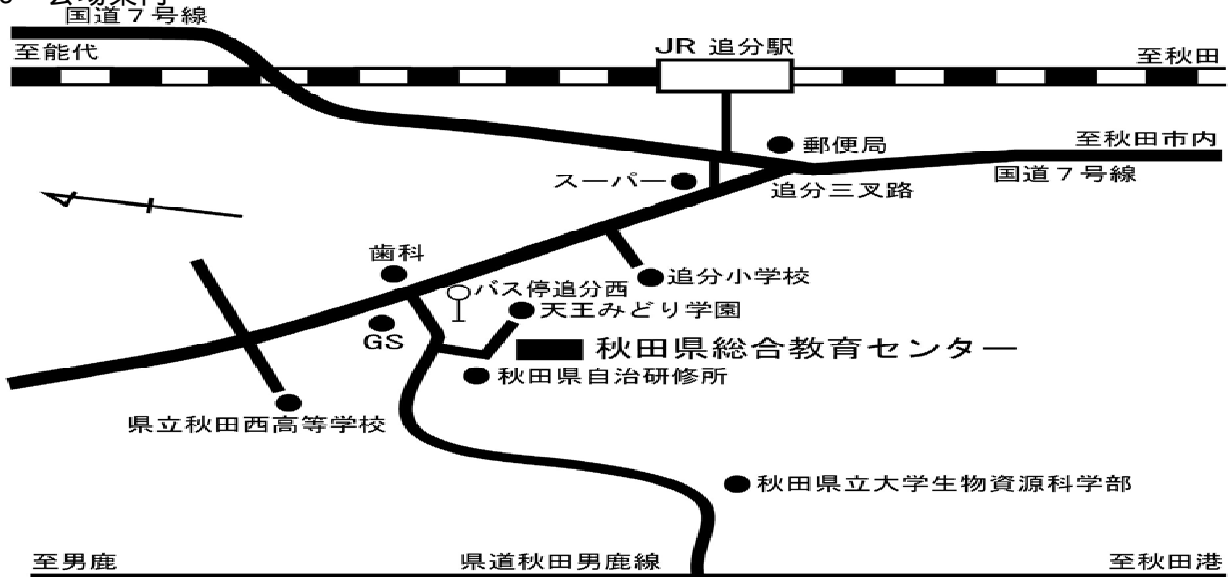 国道７号線
至能代
JR 追分駅
至秋田
郵便局
至秋田市内
スーパー
国道７号線
追分三叉路
歯科
追分小学校
バス停追分西
天王みどり学園
GS
秋田県総合教育センター
秋田県自治研修所
県立秋田西高等学校
秋田県立大学生物資源科学部
至男鹿
県道秋田男鹿線
至秋田港